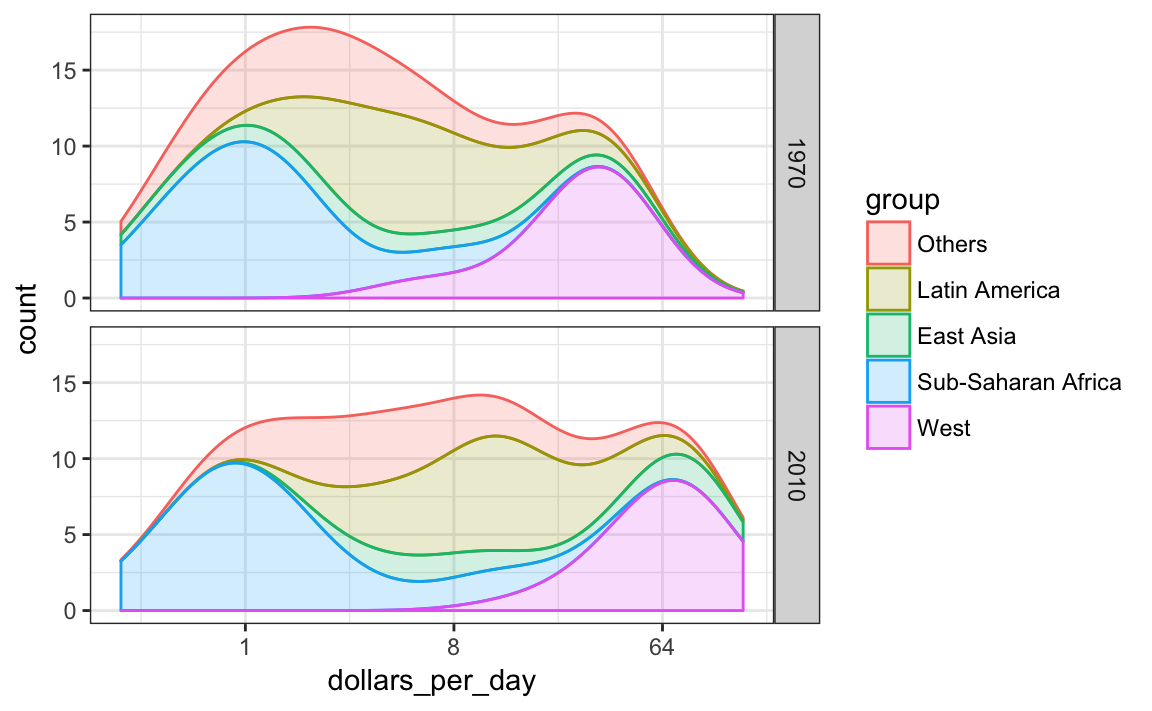 15
10
5
0
1970
15
10
5
0
2010
1 8 64
dollars_per_day
count
group
Others
Latin America
East Asia
Sub-Saharan Africa
West